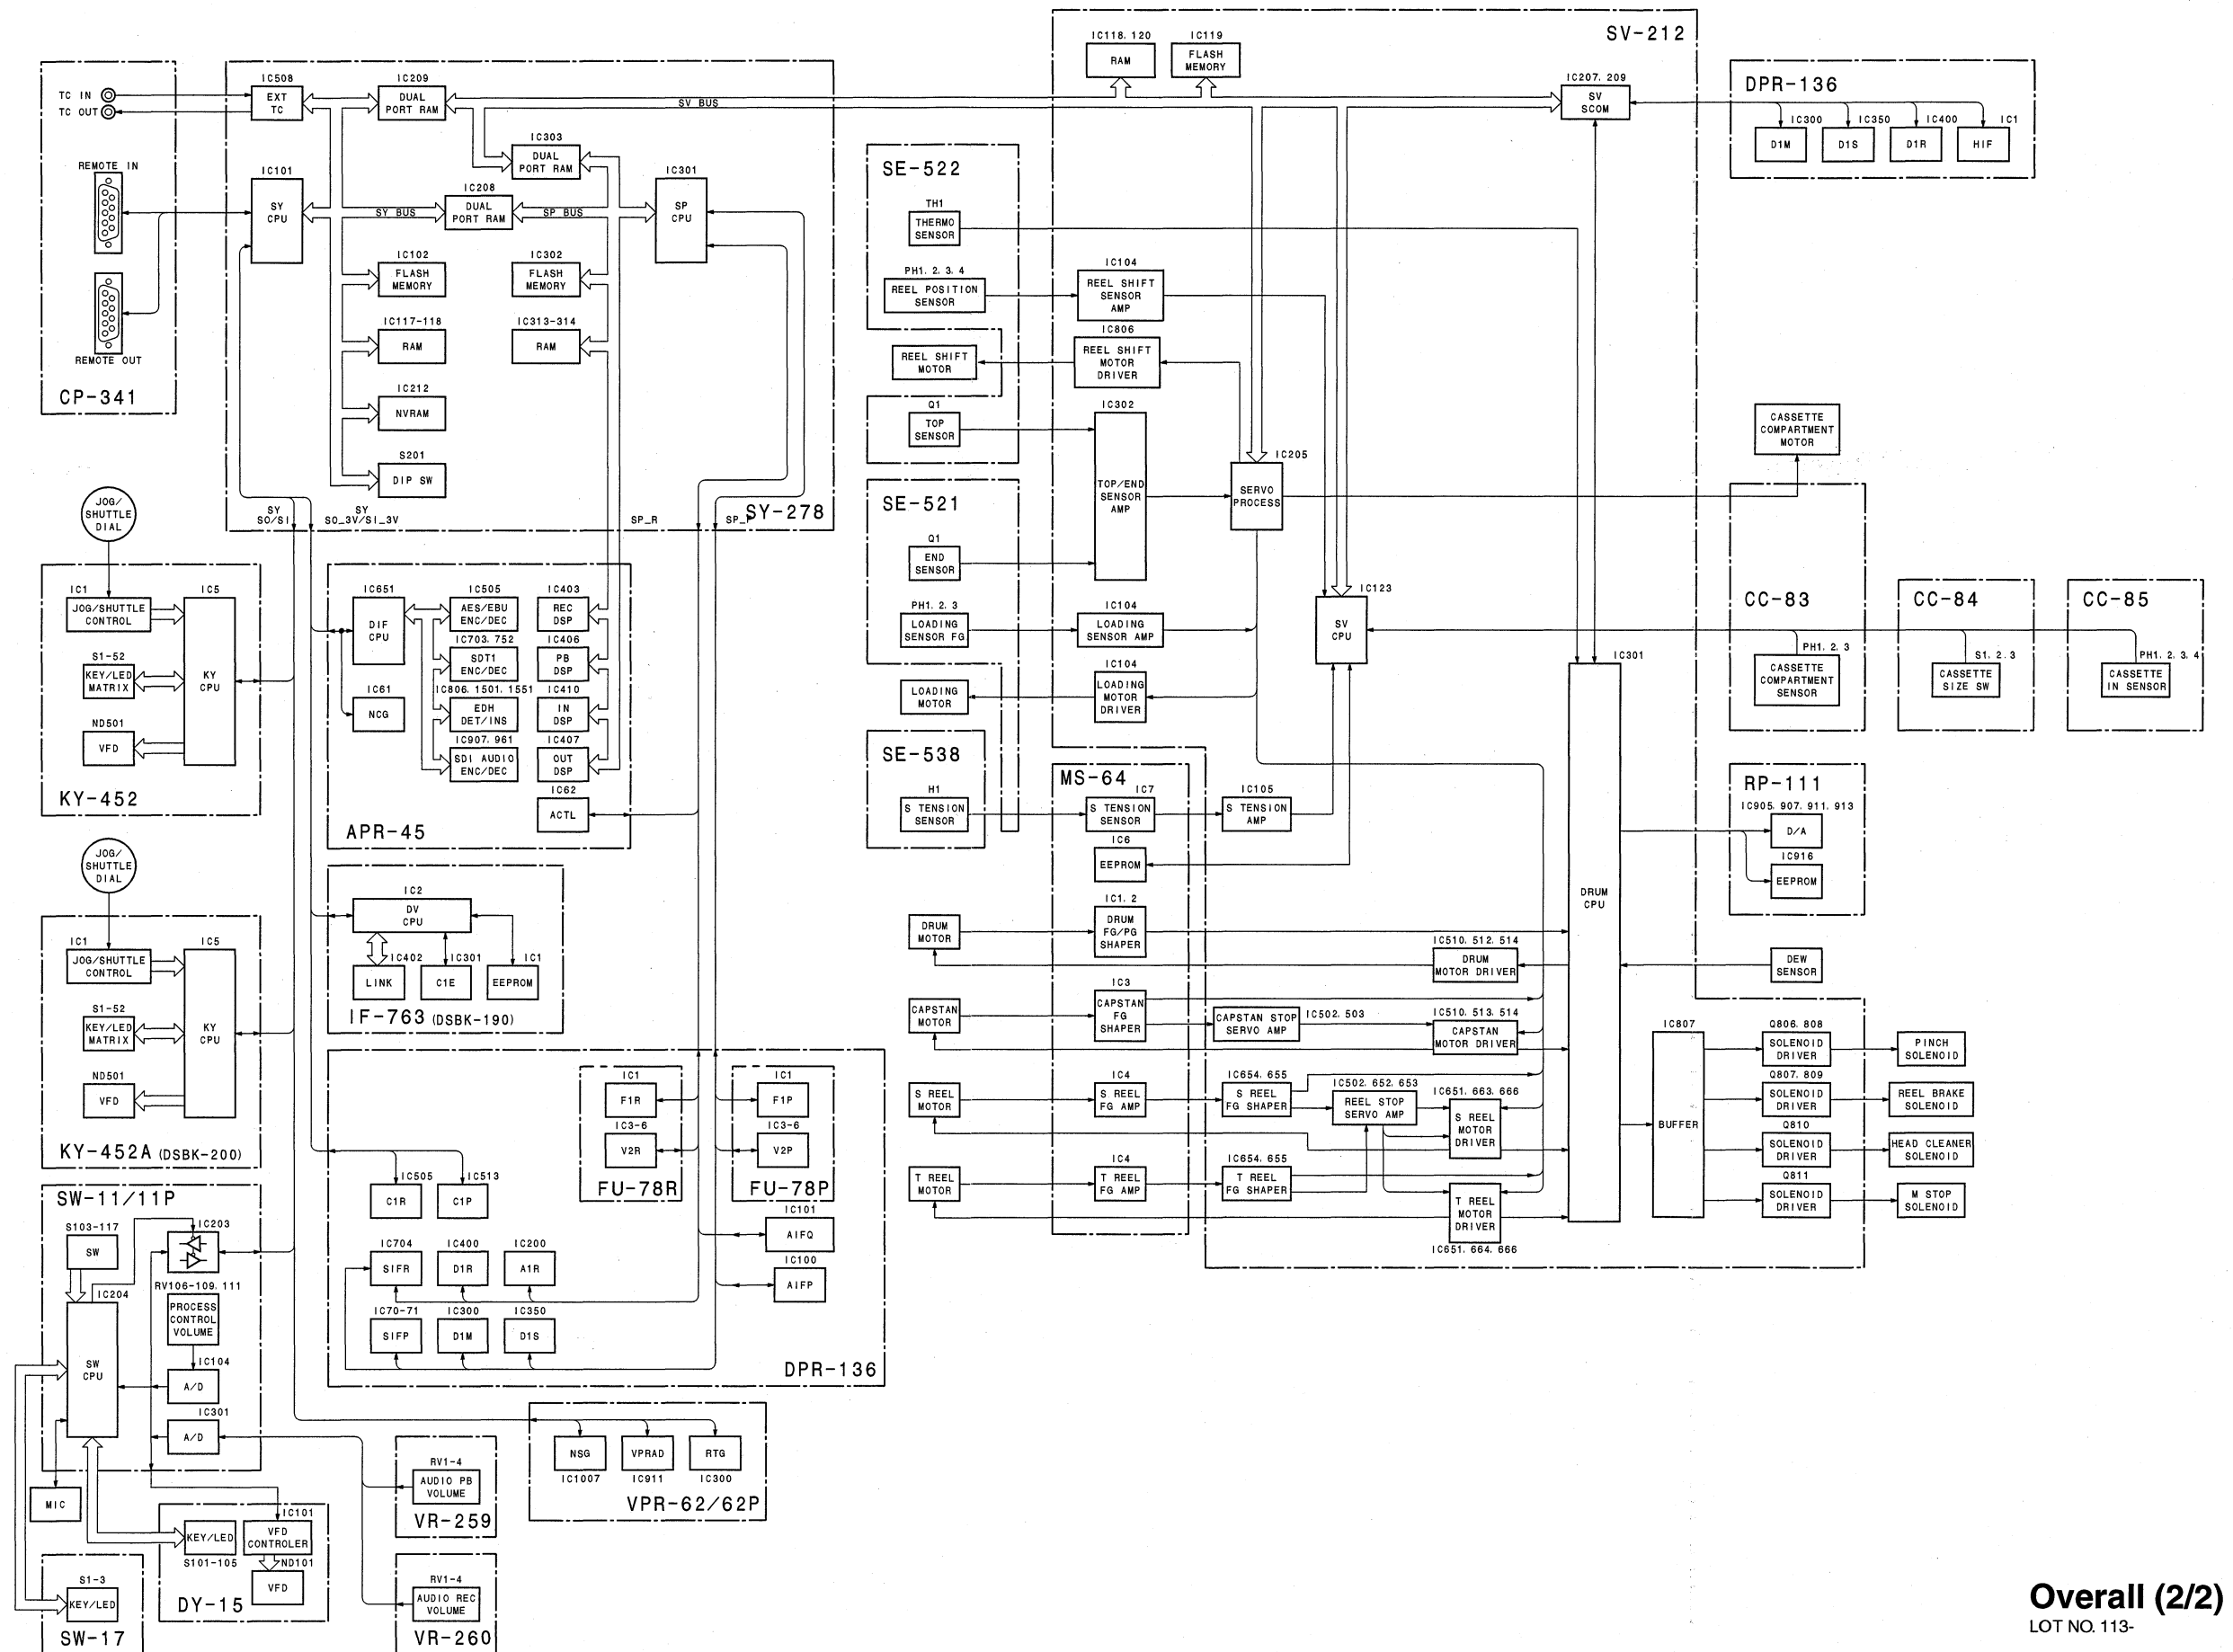 CP-341
TC IN
TC OUT
REMOTE IN
REMOTE OUT
SY-278
IC508
EXT
TC
IC209
DUAL
PORT RAM
SV BUS
IC303
DUAL
PORT RAM
IC101
SY
CPU
SY BUS
IC208
DUAL
PORT RAM
SP BUS
IC301
SP
CPU
IC102
FLASH
MEMORY
IC302
FLASH
MEMORY
IC117-118
RAM
IC313-314
RAM
IC212
NVRAM
S201
DIP SW
SY
SO/SI
SY
SO_3V/SI_3V
SP_R
JOG/
SHUTTLE
DIAL
IC1
JOG/SHUTTLE
CONTROL
IC5
KY
CPU
S1-52
KEY/LED
MATRIX
ND501
VFD
KY-452
JOG/
SHUTTLE
DIAL
IC1
JOG/SHUTTLE
CONTROL
IC5
KY
CPU
S1-52
KEY/LED
MATRIX
ND501
VFD
KY-452A (DSBK-200)
SW-11/11P
S103-117
SW
IC203
RV106-109. 111
IC204
PROCESS
CONTROL
VOLUME
SW
CPU
IC104
A/D
IC301
A/D
MIC
IC101
KEY/LED
VFD
CONTROLER
S101-105
ND101
VFD
DY-15
S1-3
KEY/LED
SW-17
IC651
DIF
CPU
IC505
AES/EBU
ENC/DEC
IC403
REC
DSP
IC703. 752
SDT1
ENC/DEC
IC406
PB
DSP
IC61
NCG
IC806. 1501. 1551
EDH
DET/INS
IC410
IN
DSP
IC907. 961
SDI AUDIO
ENC/DEC
IC407
OUT
DSP
IC62
ACTL
APR-45
IC2
DV
CPU
IC402
LINK
IC301
C1E
IC1
EEPROM
IF-763 (DSBK-190)
IC1
F1R
IC3-6
V2R
FU-78R
IC1
F1P
IC3-6
V2P
FU-78P
IC505
C1R
IC513
C1P
IC101
AIFQ
IC704
SIFR
IC400
D1R
IC200
A1R
IC100
AIFP
IC70-71
SIFP
IC300
D1M
IC350
D1S
DPR-136
NSG
VPRAD
RTG
IC1007
IC911
IC300
VPR-62/62P
RV1-4
AUDIO PB
VOLUME
VR-259
RV1-4
AUDIO REC
VOLUME
VR-260
SE-522
TH1
THERMO
SENSOR
PH1. 2. 3. 4
REEL POSITION
SENSOR
REEL SHIFT
MOTOR
Q1
TOP
SENSOR
SE-521
Q1
END
SENSOR
PH1. 2. 3
LOADING
SENSOR FG
LOADING
MOTOR
SE-538
H1
S TENSION
SENSOR
SV-212
IC118. 120
RAM
IC119
FLASH
MEMORY
IC207. 209
SV
SCOM
IC104
REEL SHIFT
SENSOR
AMP
IC806
REEL SHIFT
MOTOR
DRIVER
IC302
TOP/END
SENSOR
AMP
IC205
SERVO
PROCESS
IC123
SV
CPU
IC104
LOADING
SENSOR AMP
IC104
LOADING
MOTOR
DRIVER
MS-64
IC7
S TENSION
SENSOR
IC105
S TENSION
AMP
IC6
EEPROM
DRUM
MOTOR
IC1. 2
DRUM
FG/PG
SHAPER
IC510. 512. 514
DRUM
MOTOR DRIVER
CAPSTAN
MOTOR
IC3
CAPSTAN
FG
SHAPER
CAPSTAN STOP
SERVO AMP
IC502. 503
IC510. 513. 514
CAPSTAN
MOTOR DRIVER
S REEL
MOTOR
IC4
S REEL
FG AMP
IC654. 655
S REEL
FG SHAPER
IC502. 652. 653
REEL STOP
SERVO AMP
IC651. 663. 666
S REEL
MOTOR
DRIVER
T REEL
MOTOR
IC4
T REEL
FG AMP
IC654. 655
T REEL
FG SHAPER
T REEL
MOTOR
DRIVER
IC651. 664. 666
IC301
DRUM
CPU
IC807
BUFFER
Q806. 808
SOLENOID
DRIVER
PINCH
SOLENOID
Q807. 809
SOLENOID
DRIVER
REEL BRAKE
SOLENOID
Q810
SOLENOID
DRIVER
HEAD CLEANER
SOLENOID
Q811
SOLENOID
DRIVER
M STOP
SOLENOID
DPR-136
IC300
D1M
IC350
D1S
IC400
D1R
IC1
HIF
CASSETTE
COMPARTMENT
MOTOR
CC-83
PH1. 2. 3
CASSETTE
COMPARTMENT
SENSOR
CC-84
S1. 2. 3
CASSETTE
SIZE SW
CC-85
PH1. 2. 3. 4
CASSETTE
IN SENSOR
RP-111
IC905. 907. 911. 913
D/A
IC916
EEPROM
DEW
SENSOR
Overall (2/2)
LOT NO. 113-